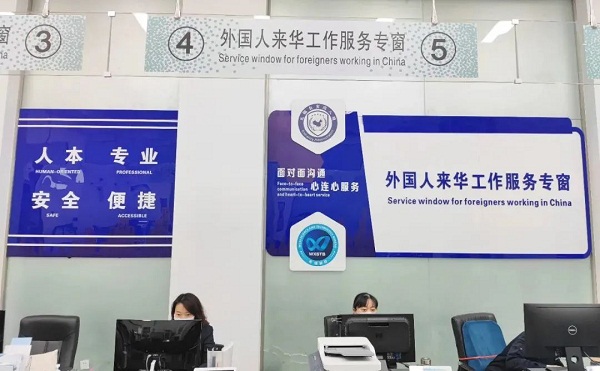 窗
③
④ 外国人来华工作服务专窗 ⑤
Service window for foreigners working in China
人本 专业
HUMAN-ORIENTED PROFESSIONAL
安全 便捷
SAFE ACCESSIBLE
面对面沟通
Face-to-face
communication
心连心服务
and heart-to-heart service
WXSTB
外国人来华工作服务专窗
Service window for foreigners working in China
DELL